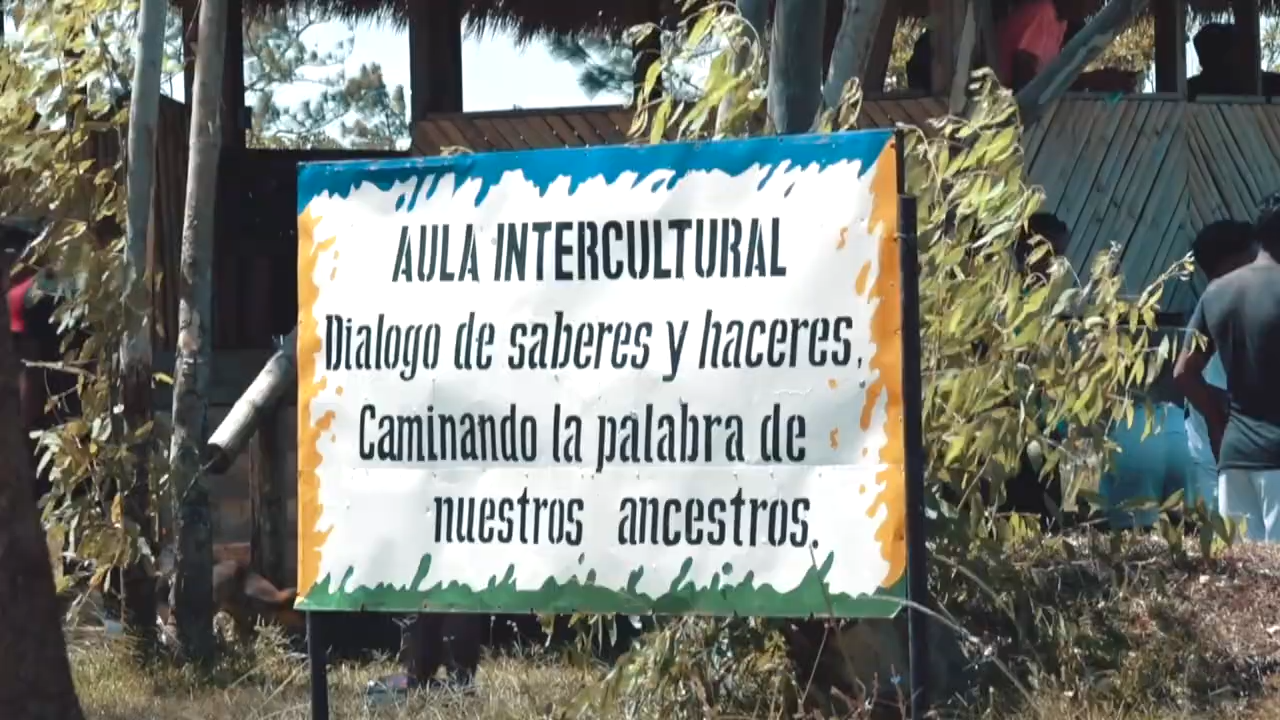 AULA INTERCULTURAL
Dialogo de saberes y haceres,
Caminando la palabra de
nuestros ancestros.